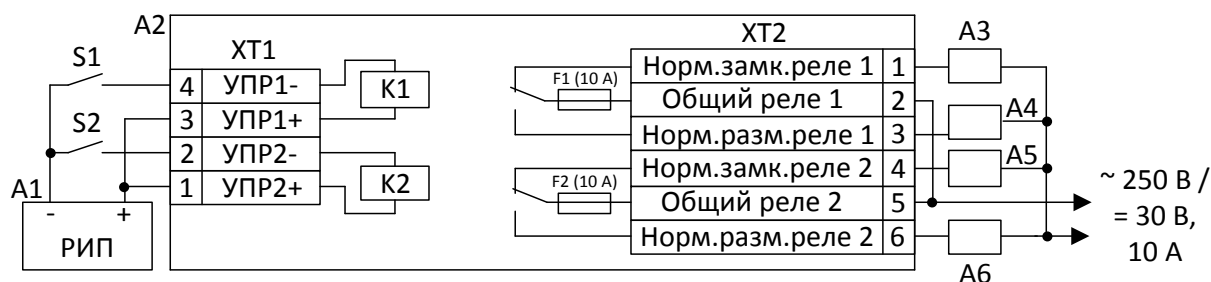 A2
XT1
XT2
A3
S1
4 УПР1-
K1
F1 (10 A)
Норм.замк.реле 1 1
3 УПР1+
Общий реле 1 2
A4
S2
2 УПР2-
Норм.разм.реле 1 3
A5
1 УПР2+
K2
F2 (10 A)
Норм.замк.реле 2 4
A1
Общий реле 2 5
~ 250 В /
- +
РИП
Норм.разм.реле 2 6
= 30 В,
10 А
A6